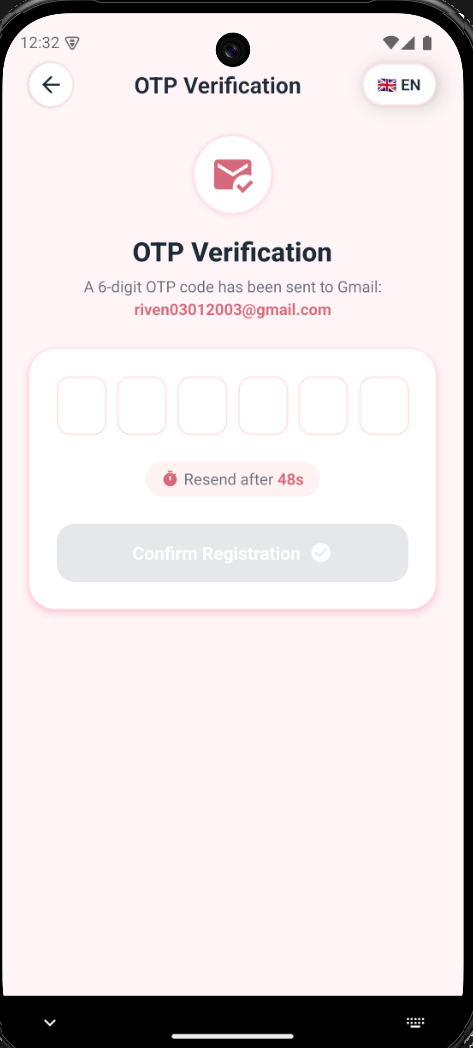 12:32
OTP Verification
EN
OTP Verification
A 6-digit OTP code has been sent to Gmail:
riven03012003@gmail.com
Resend after 48s
Confirm Registration